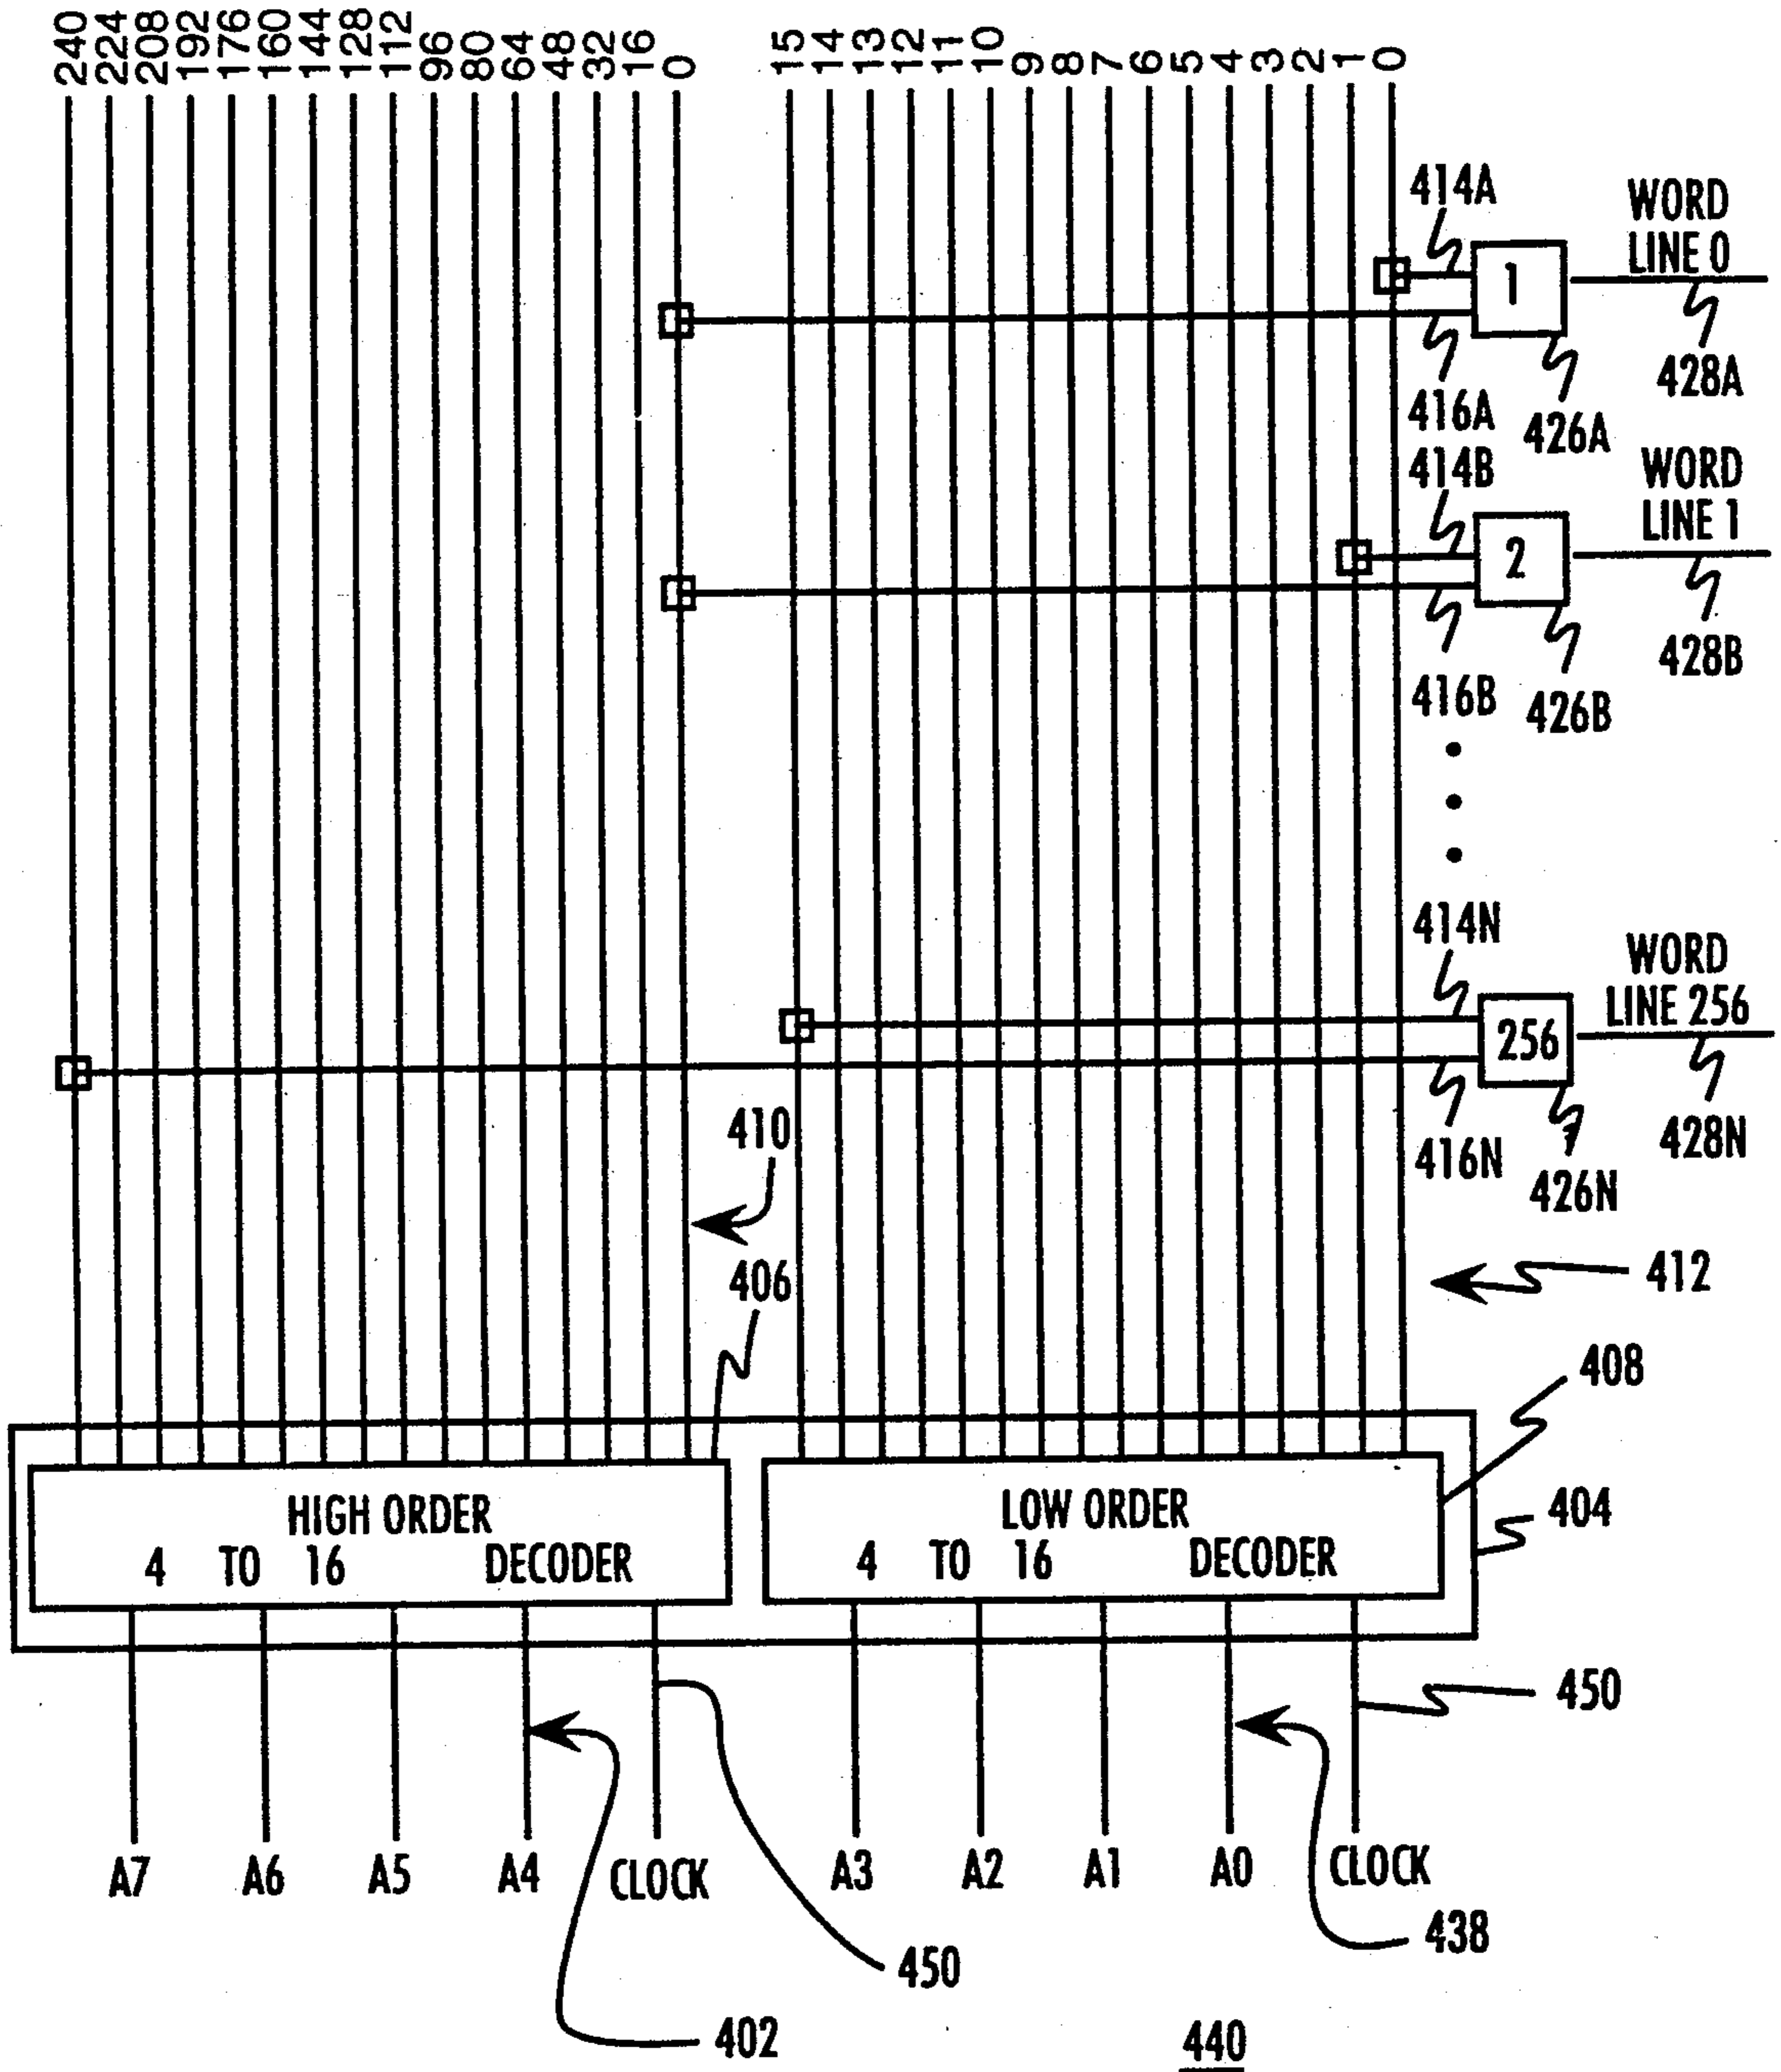 240
224
208
192
176
160
144
128
112
96
80
64
48
32
16
0
15
14
13
12
11
10
9
8
7
6
5
4
3
2
1
0
414A
WORD
LINE 0
1
416A
426A
428A
414B
WORD
LINE 1
2
416B
426B
428B
414N
WORD
LINE 256
256
410
416N
426N
428N
406
412
408
HIGH ORDER
4 TO 16 DECODER
LOW ORDER
4 TO 16 DECODER
404
450
A7
A6
A5
A4
CLOCK
A3
A2
A1
A0
CLOCK
438
450
402
440